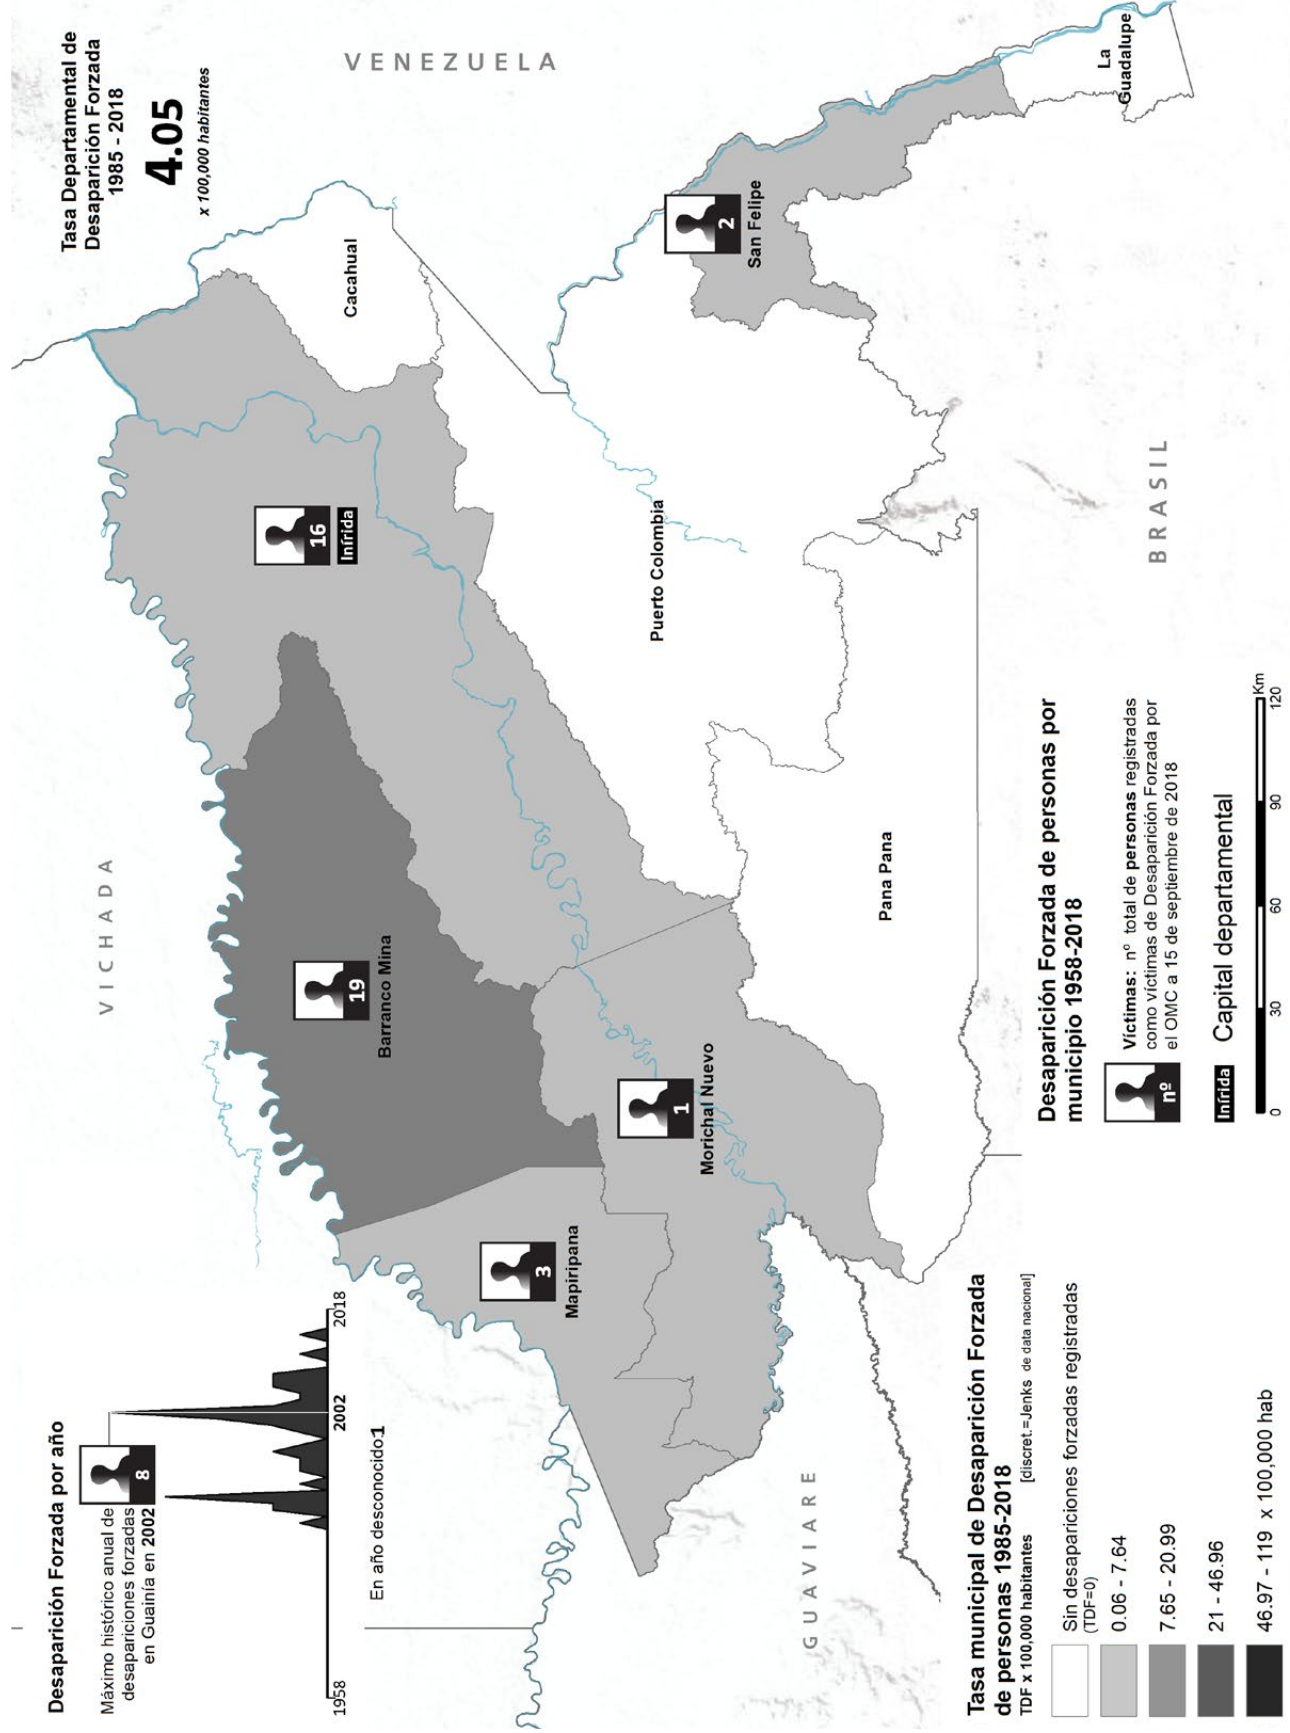 Desaparición Forzada por año
Máximo histórico anual de
desapariciones forzadas
en Guainía en 2002
8
1958
2002
2018
En año desconocido:1
Tasa Departamental de
Desaparición Forzada
1985 - 2018
4.05
x 100,000 habitantes
VICHADA
VENEZUELA
GUAVIARE
BRASIL
16
Inírida
Cacahual
19
Barranco Mina
3
Mapiripana
1
Morichal Nuevo
Puerto Colombia
2
San Felipe
La
Guadalupe
Pana Pana
Tasa municipal de Desaparición Forzada
de personas 1985-2018
TDF x 100,000 habitantes [discret.=Jenks de data nacional]
Sin desapariciones forzadas registradas
(TDF=0)
0.06 - 7.64
7.65 - 20.99
21 - 46.96
46.97 - 119 x 100,000 hab
Desaparición Forzada de personas por
municipio 1958-2018
nº
Víctimas: nº total de personas registradas
como víctimas de Desaparición Forzada por
el OMC a 15 de septiembre de 2018
Inírida Capital departamental
0 30 60 90 120
Km